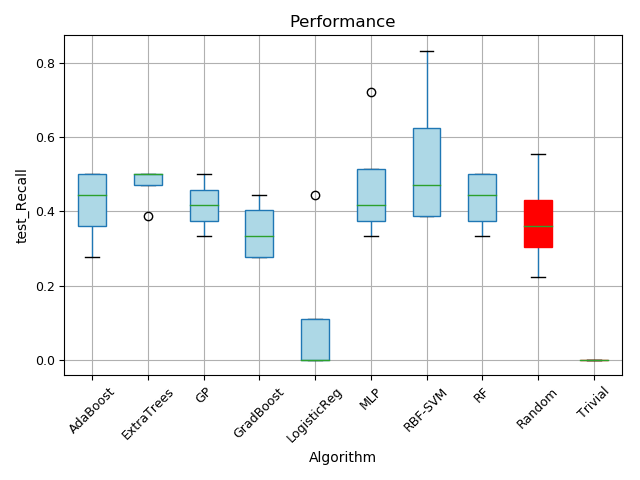 Performance
test_Recall
0.8
0.6
0.4
0.2
0.0
AdaBoost
ExtraTrees
GP
GradBoost
LogisticReg
MLP
RBF-SVM
RF
Random
Trivial
Algorithm